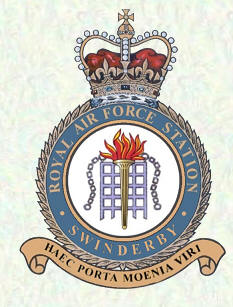 ROYAL AIR FORCE STATION
· SWINDERBY ·
HAEC PORTA MOENIA VIRI